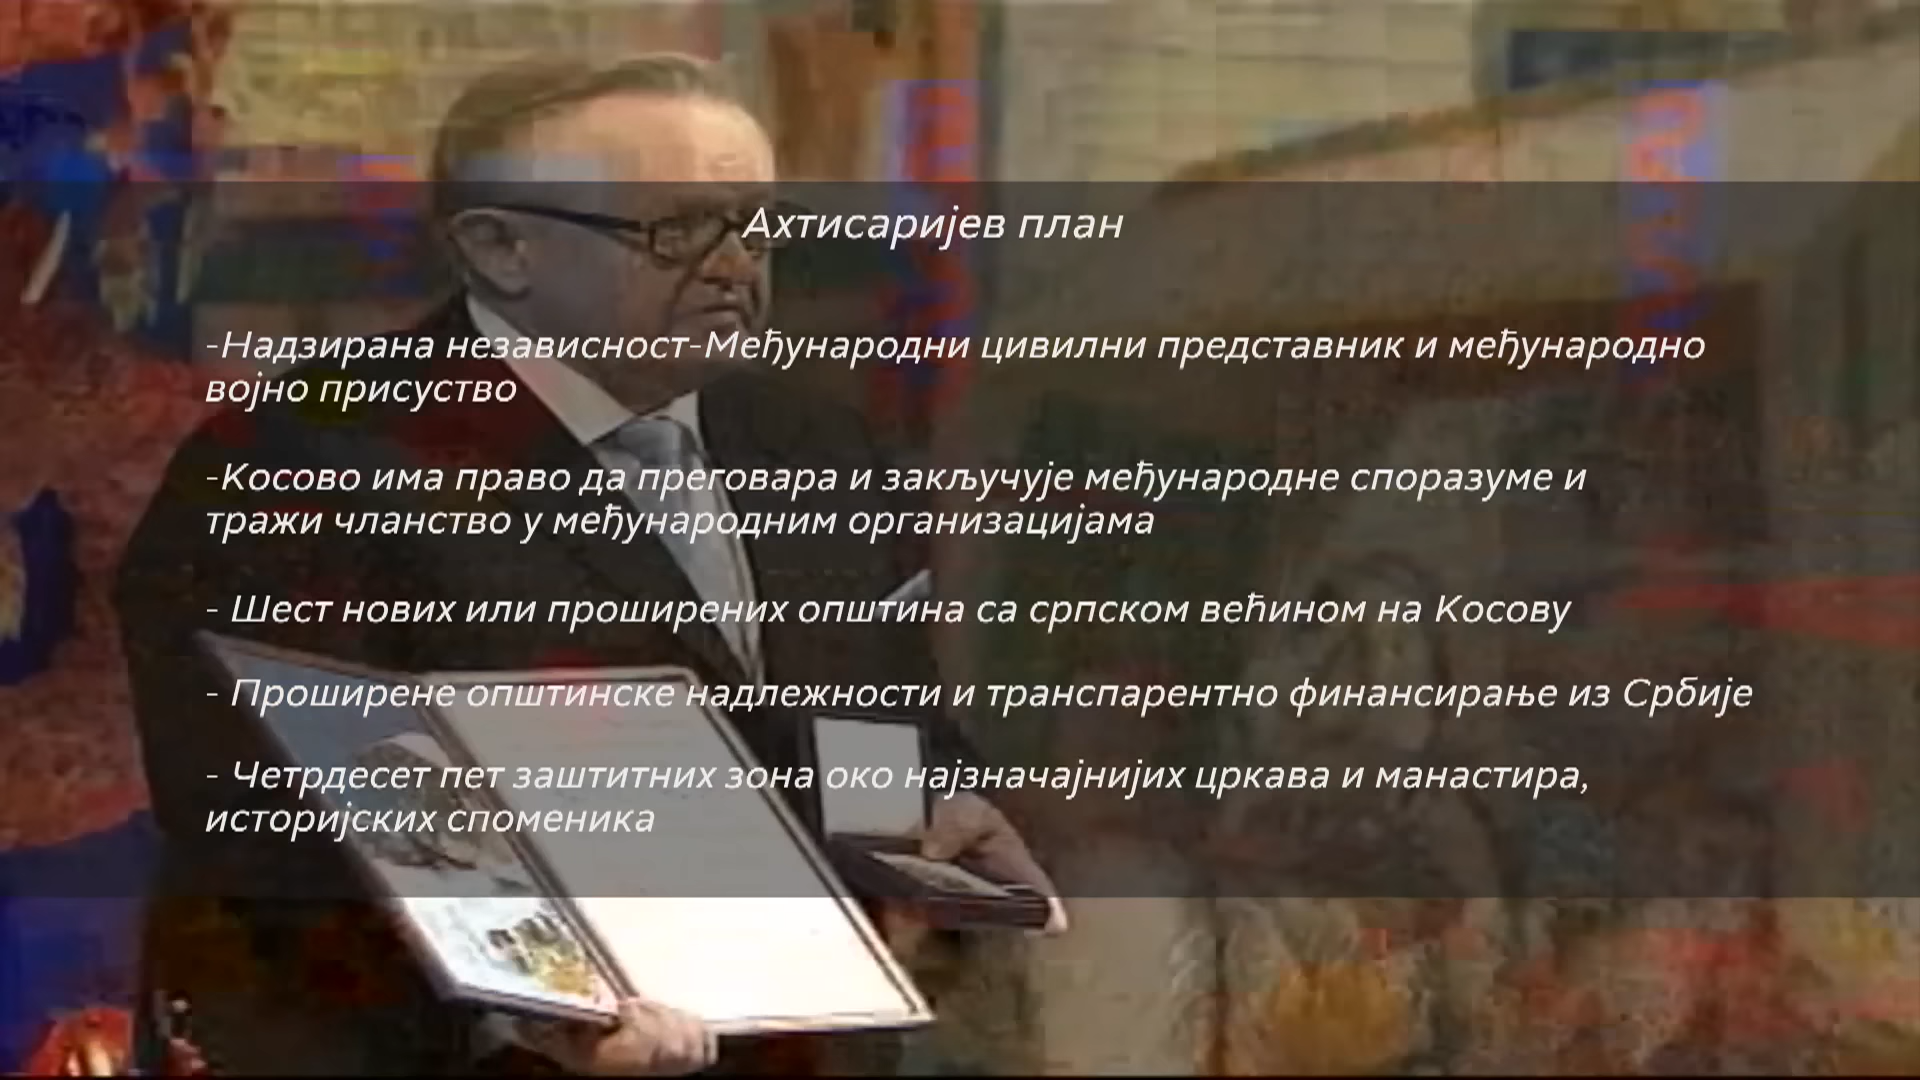 Ахтисаријев план
-Надзирана независност-Међународни цивилни представник и међународно
војно присуство
-Косово има право да преговара и закључује међународне споразуме и
тражи чланство у међународним организацијама
- Шест нових или проширених општина са српском већином на Косову
- Проширене општинске надлежности и транспарентно финансирање из Србије
- Четрдесет пет заштитних зона око најзначајнијих цркава и манастира,
историјских споменика